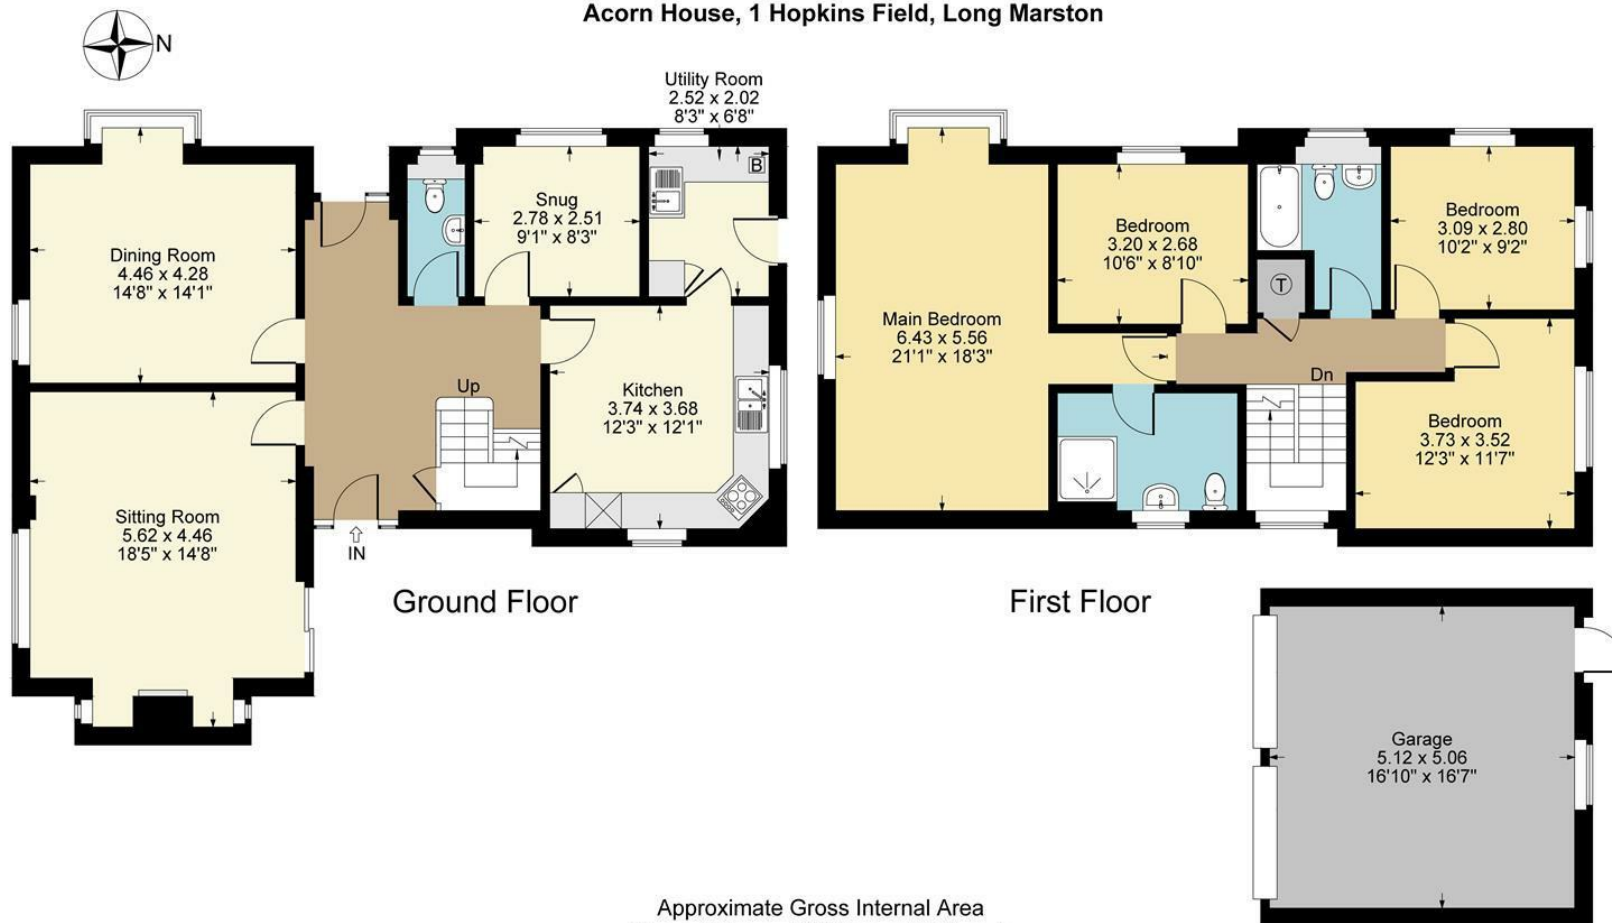 Acorn House, 1 Hopkins Field, Long Marston
N
Utility Room
2.52 x 2.02
8'3" x 6'8"
B
Snug
2.78 x 2.51
9'1" x 8'3"
Dining Room
4.46 x 4.28
14'8" x 14'1"
Up
Kitchen
3.74 x 3.68
12'3" x 12'1"
Sitting Room
5.62 x 4.46
18'5" x 14'8"
IN
Ground Floor
Bedroom
3.20 x 2.68
10'6" x 8'10"
Bedroom
3.09 x 2.80
10'2" x 9'2"
T
Main Bedroom
6.43 x 5.56
21'1" x 18'3"
Dn
Bedroom
3.73 x 3.52
12'3" x 11'7"
First Floor
Garage
5.12 x 5.06
16'10" x 16'7"
Approximate Gross Internal Area